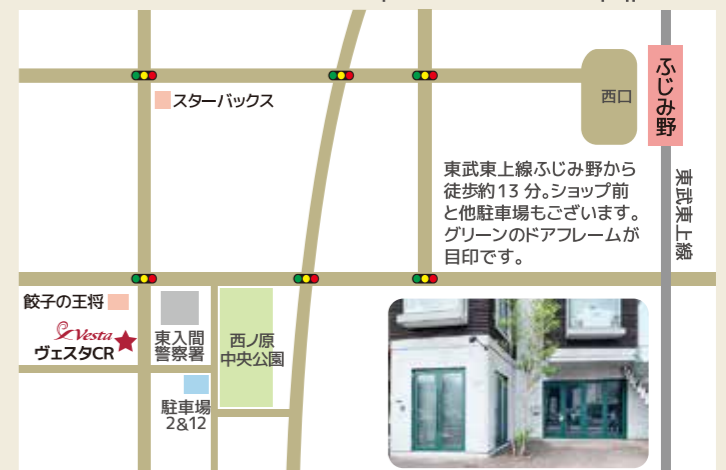 スターバックス
西口
ふじみ野
東武東上線ふじみ野から
徒歩約13分。ショップ前
と他駐車場もございます。
グリーンのドアフレームが
目印です。
東武東上線
餃子の王将
Vesta
ヴェスタCR
東入間
警察署
西ノ原
中央公園
駐車場
2&12